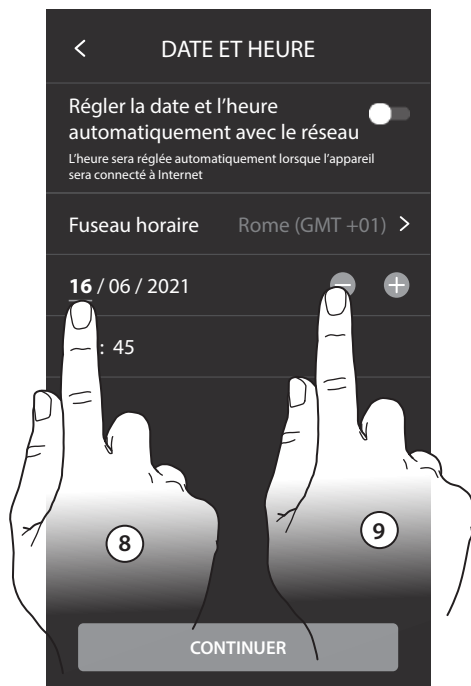 DATE ET HEURE
Régler la date et l'heure
automatiquement avec le réseau
L'heure sera réglée automatiquement lorsque l'appareil
sera connecté à Internet
Fuseau horaire Rome (GMT +01) >
16 / 06 / 2021 − +
: 45
8 9
CONTINUER